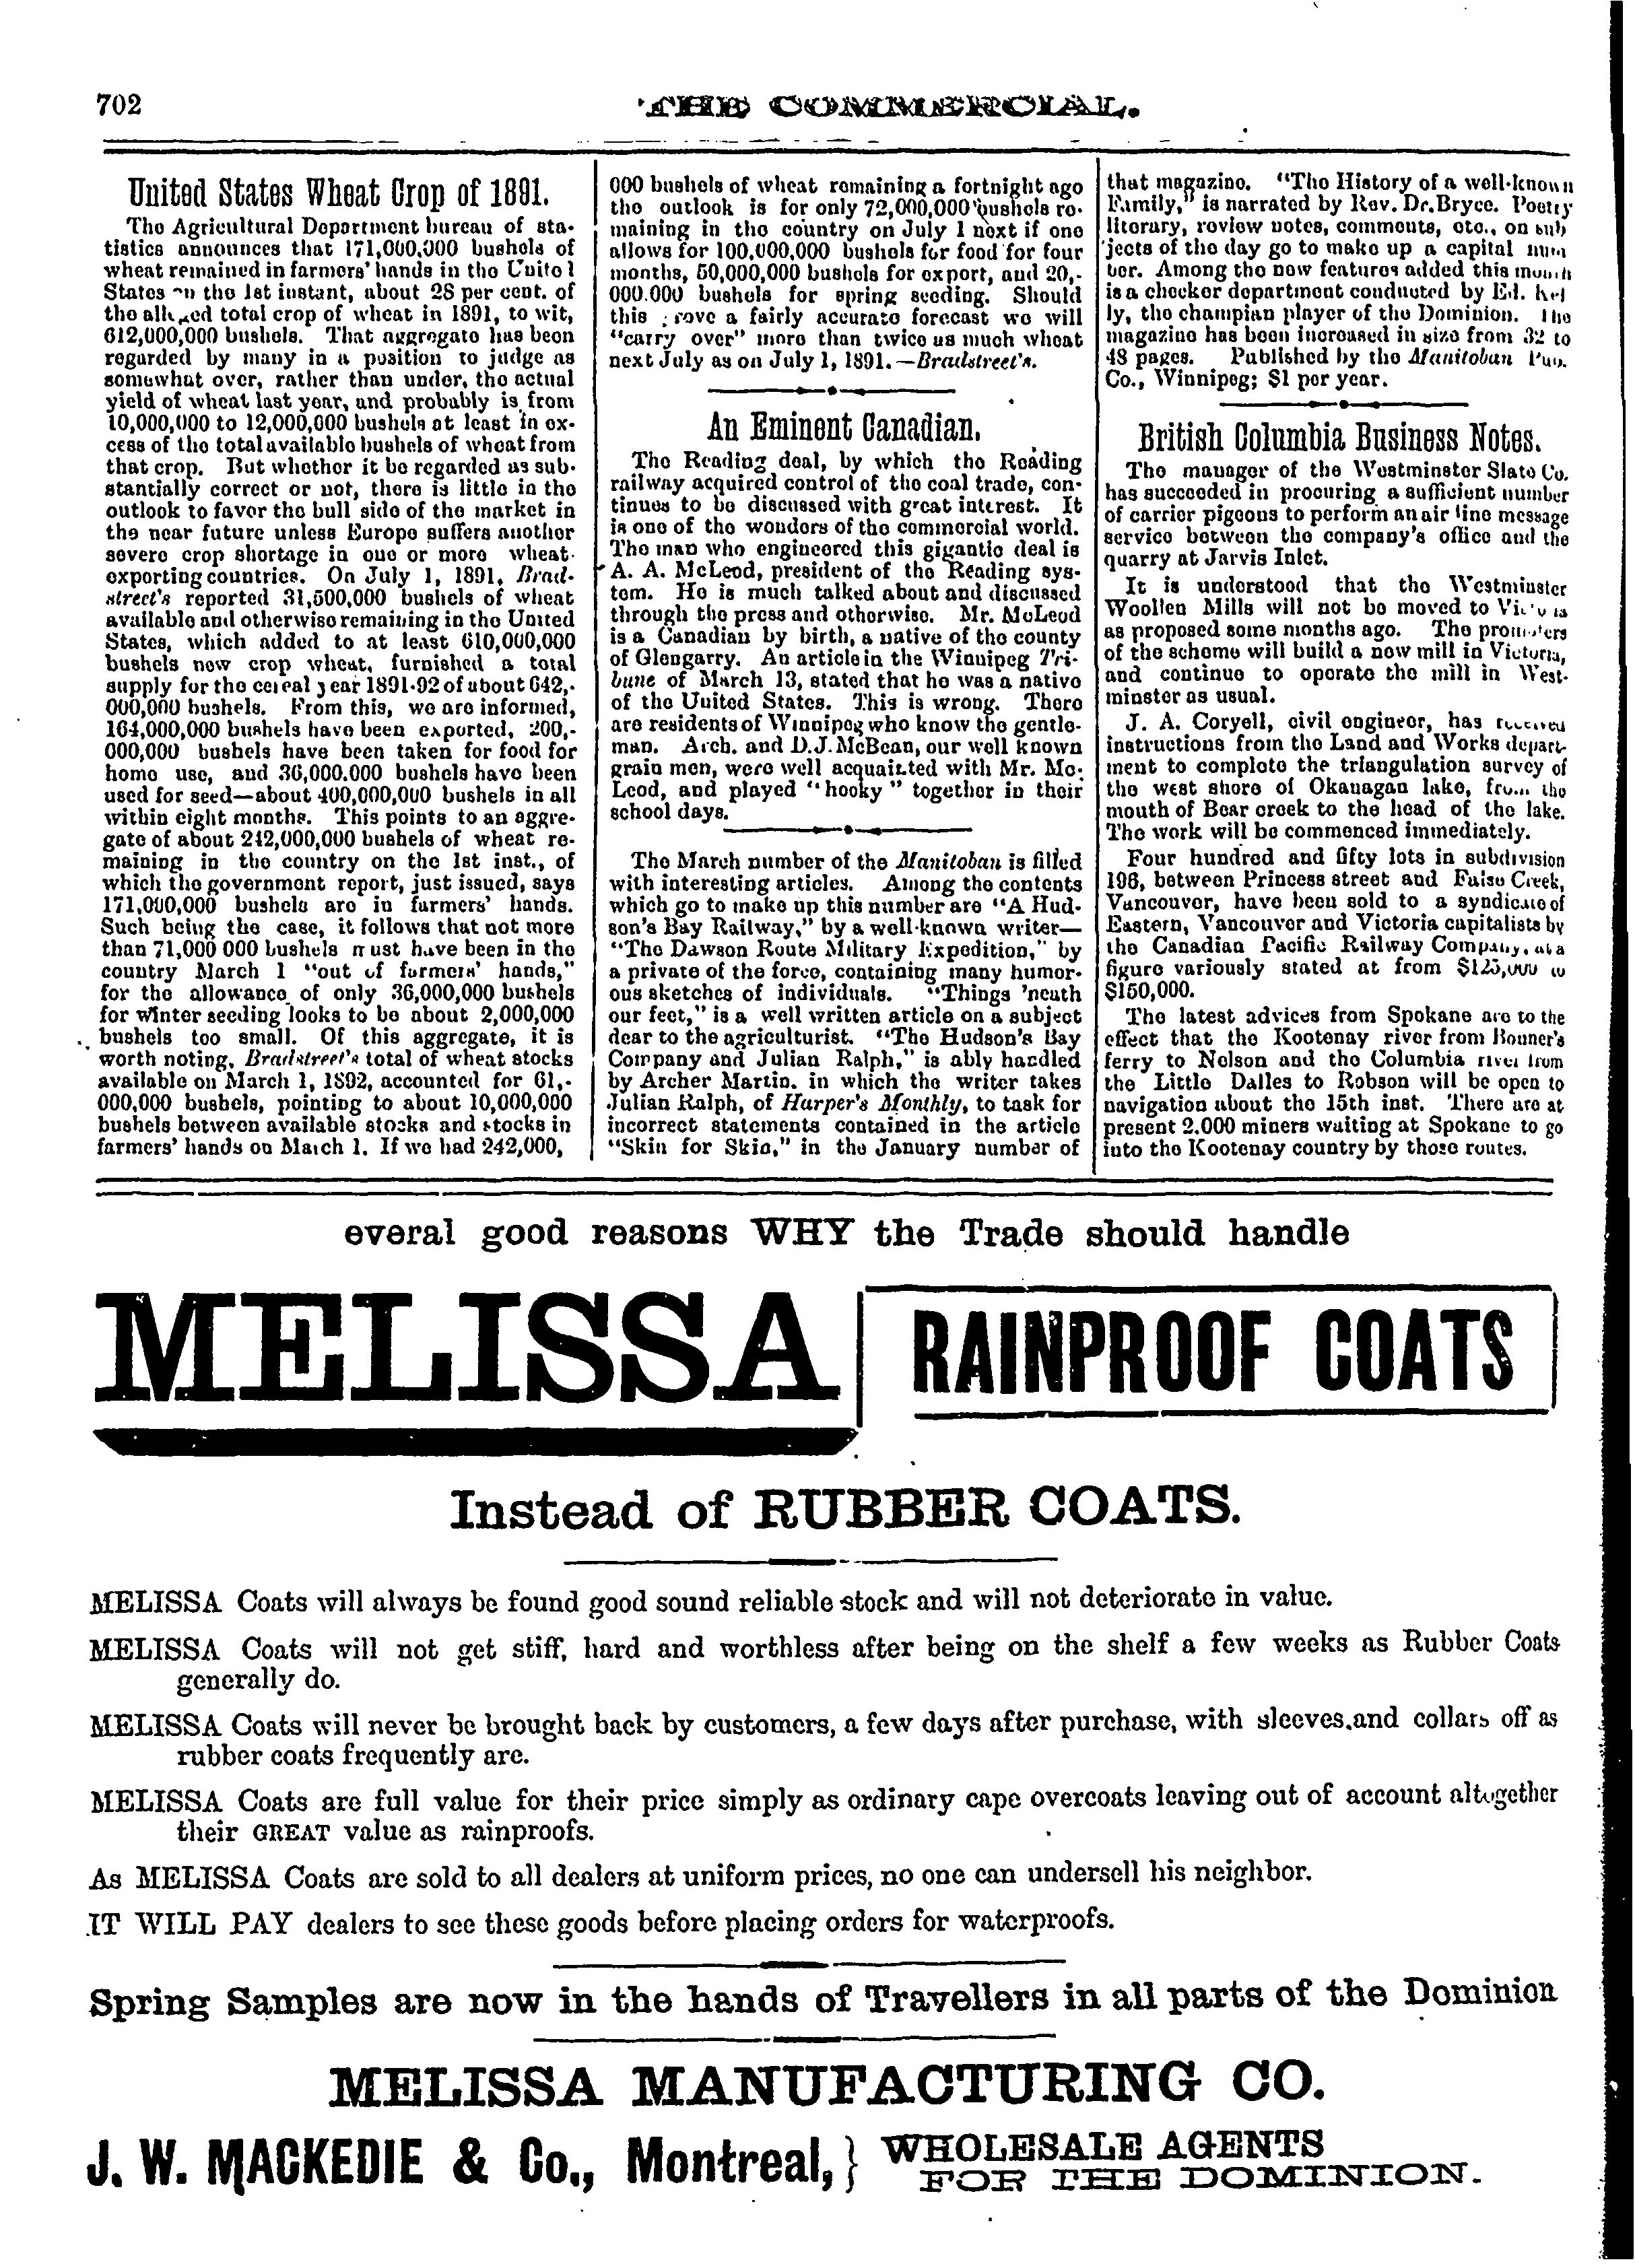 702
THE COMMERCIAL.
United States Wheat Crop of 1891.
The Agricultural Department bureau of sta-
tistics announces that 171,000,000 bushels of
wheat remained in farmers' hands in the United
States on the 1st instant, about 28 per cent. of
the alleged total crop of wheat in 1891, to wit,
612,000,000 bushels. That aggregate has been
regarded by many in a position to judge as
somewhat over, rather than under, the actual
yield of wheat last year, and probably is from
10,000,000 to 12,000,000 bushels at least in ex-
cess of the total available bushels of wheat from
that crop. But whether it be regarded as sub-
stantially correct or not, there is little in the
outlook to favor the bull side of the market in
the near future unless Europe suffers another
severe crop shortage in one or more wheat-
exporting countries. On July 1, 1891, Brad-
street's reported 31,500,000 bushels of wheat
available and otherwise remaining in the United
States, which added to at least 610,000,000
bushels new crop wheat, furnished a total
supply for the cereal year 1891-92 of about 642,-
000,000 bushels. From this, we are informed,
164,000,000 bushels have been exported, 200,-
000,000 bushels have been taken for food for
home use, and 36,000.000 bushels have been
used for seed—about 400,000,000 bushels in all
within eight months. This points to an aggre-
gate of about 242,000,000 bushels of wheat re-
maining in the country on the 1st inst., of
which the government report, just issued, says
171,000,000 bushels are in farmers' hands.
Such being the case, it follows that not more
than 71,000 000 bushels must have been in the
country March 1 "out of farmers' hands,"
for the allowance of only 36,000,000 bushels
for winter seeding looks to be about 2,000,000
bushels too small. Of this aggregate, it is
worth noting, Bradstreet's total of wheat stocks
available on March 1, 1892, accounted for 61,-
000,000 bushels, pointing to about 10,000,000
bushels between available stocks and stocks in
farmers' hands on March 1. If we had 242,000,
000 bushels of wheat remaining a fortnight ago
the outlook is for only 72,000,000 bushels re-
maining in the country on July 1 next if one
allows for 100,000,000 bushels for food for four
months, 50,000,000 bushels for export, and 20,-
000.000 bushels for spring seeding. Should
this prove a fairly accurate forecast we will
"carry over" more than twice as much wheat
next July as on July 1, 1891.—Bradstreet's.
An Eminent Canadian.
The Reading deal, by which the Reading
railway acquired control of the coal trade, con-
tinues to be discussed with great interest. It
is one of the wonders of the commercial world.
The man who engineered this gigantic deal is
A. A. McLeod, president of the Reading sys-
tem. He is much talked about and discussed
through the press and otherwise. Mr. McLeod
is a Canadian by birth, a native of the county
of Glengarry. An article in the Winnipeg Tri-
bune of March 13, stated that he was a native
of the United States. This is wrong. There
are residents of Winnipeg who know the gentle-
man. Arch. and D. J. McBean, our well known
grain men, were well acquainted with Mr. Mc-
Leod, and played "hooky" together in their
school days.
The March number of the Manitoban is filled
with interesting articles. Among the contents
which go to make up this number are "A Hud-
son's Bay Railway," by a well-known writer—
"The Dawson Route Military Expedition," by
a private of the force, containing many humor-
ous sketches of individuals. "Things 'neath
our feet," is a well written article on a subject
dear to the agriculturist. "The Hudson's Bay
Company and Julian Ralph," is ably handled
by Archer Martin. in which the writer takes
Julian Ralph, of Harper's Monthly, to task for
incorrect statements contained in the article
"Skin for Skin," in the January number of
that magazine. "The History of a well-known
Family," is narrated by Rev. Dr. Bryce. Poetry
literary, review notes, comments, etc., on sub
jects of the day go to make up a capital num
ber. Among the new features added this month
is a checker department conducted by Ed. Kel
ly, the champian player of the Dominion. The
magazine has been increased in size from 32 to
48 pages. Published by the Manitoban Pub.
Co., Winnipeg; $1 per year.
British Columbia Business Notes.
The manager of the Westminster Slate Co.
has succeeded in procuring a sufficient number
of carrier pigeons to perform an air line message
service between the company's office and the
quarry at Jarvis Inlet.
It is understood that the Westminster
Woollen Mills will not be moved to Victoria
as proposed some months ago. The promoters
of the scheme will build a new mill in Victoria,
and continue to operate the mill in West-
minster as usual.
J. A. Coryell, civil engineer, has received
instructions from the Land and Works depart-
ment to complete the triangulation survey of
the west shore of Okanagan lake, from the
mouth of Bear creek to the head of the lake.
The work will be commenced immediately.
Four hundred and fifty lots in subdivision
196, between Princess street and False Creek,
Vancouver, have been sold to a syndicate of
Eastern, Vancouver and Victoria capitalists by
the Canadian Pacific Railway Company, at a
figure variously stated at from $125,000 to
$150,000.
The latest advices from Spokane are to the
effect that the Kootenay river from Bonner's
ferry to Nelson and the Columbia river from
the Little Dalles to Robson will be open to
navigation about the 15th inst. There are at
present 2.000 miners waiting at Spokane to go
into the Kootenay country by those routes.
everal good reasons WHY the Trade should handle
MELISSA RAINPROOF COATS
Instead of RUBBER COATS.
MELISSA Coats will always be found good sound reliable stock and will not deteriorate in value.
MELISSA Coats will not get stiff, hard and worthless after being on the shelf a few weeks as Rubber Coats
generally do.
MELISSA Coats will never be brought back by customers, a few days after purchase, with sleeves.and collars off as
rubber coats frequently are.
MELISSA Coats are full value for their price simply as ordinary cape overcoats leaving out of account altogether
their GREAT value as rainproofs.
As MELISSA Coats are sold to all dealers at uniform prices, no one can undersell his neighbor.
IT WILL PAY dealers to see these goods before placing orders for waterproofs.
Spring Samples are now in the hands of Travellers in all parts of the Dominion
MELISSA MANUFACTURING CO.
J. W. MACKEDIE & Co., Montreal, } WHOLESALE AGENTS
FOR THE DOMINION.